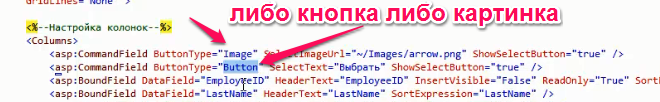 GridLines="None" >
либо кнопка либо картинка
<%--Настройка колонок--%>
<Columns>
<asp:CommandField ButtonType="Image" SelectImageUrl="~/Images/arrow.png" ShowSelectButton="true" />
<asp:CommandField ButtonType="Button" SelectText="Выбрать" ShowSelectButton="true" />
<asp:BoundField DataField="EmployeeID" HeaderText="EmployeeID" InsertVisible="False" ReadOnly="True" Sort
<asp:BoundField DataField="LastName" HeaderText="LastName" SortExpression="LastName" />